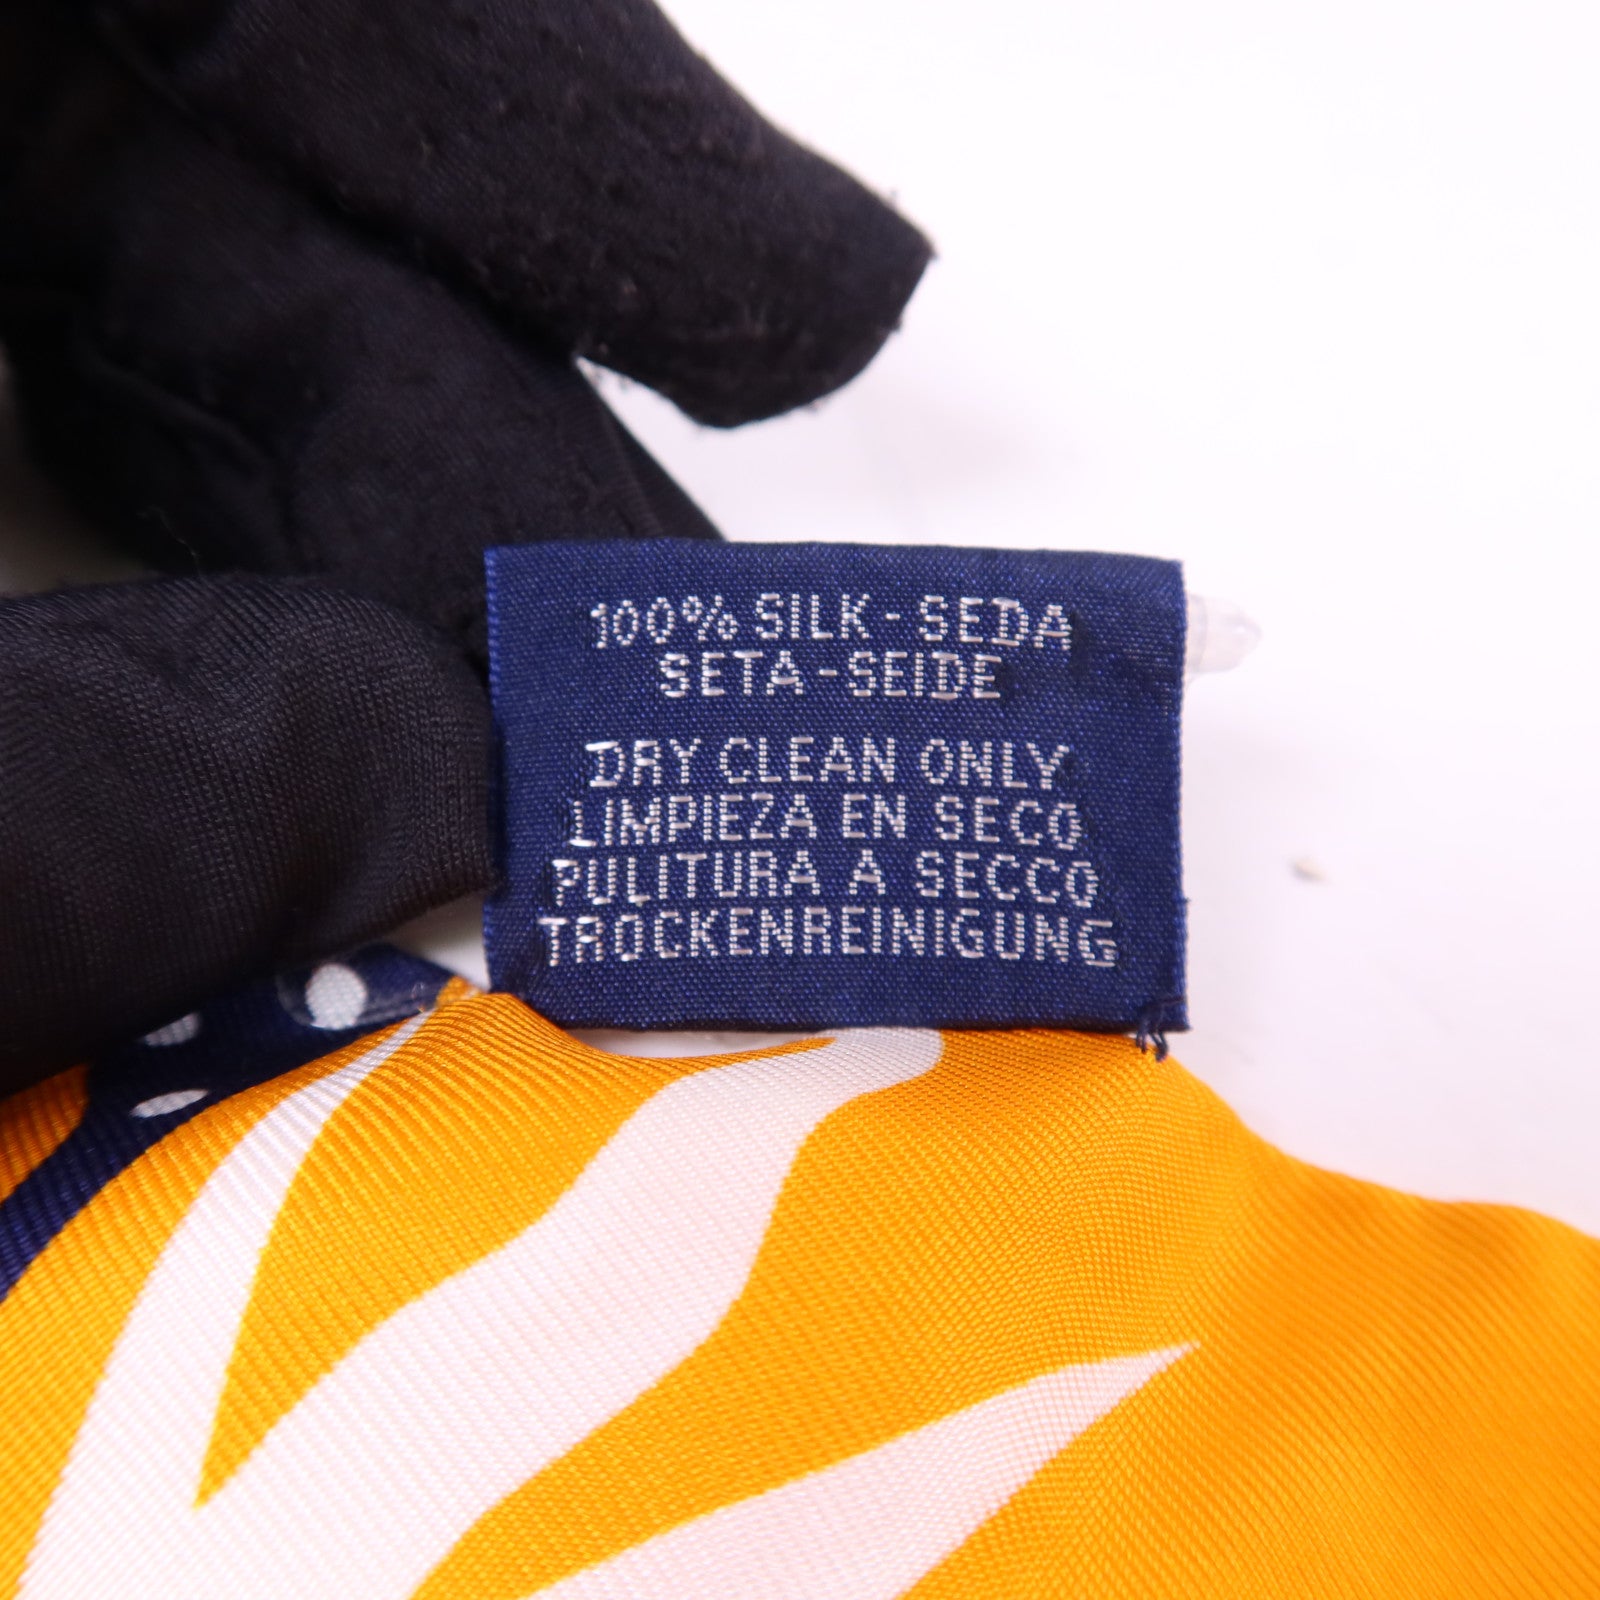 100% SILK - SEDA
SETA - SEIDE
DRY CLEAN ONLY
LIMPIEZA EN SECO
PULITURA A SECCO
TROCKENREINIGUNG